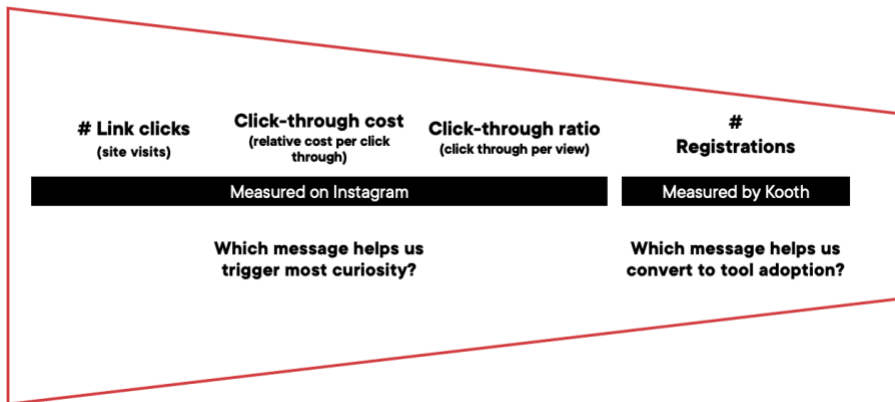 # Link clicks
(site visits)
Click-through cost
(relative cost per click
through)
Click-through ratio
(click through per view)
#
Registrations
Measured on Instagram
Measured by Kooth
Which message helps us
trigger most curiosity?
Which message helps us
convert to tool adoption?